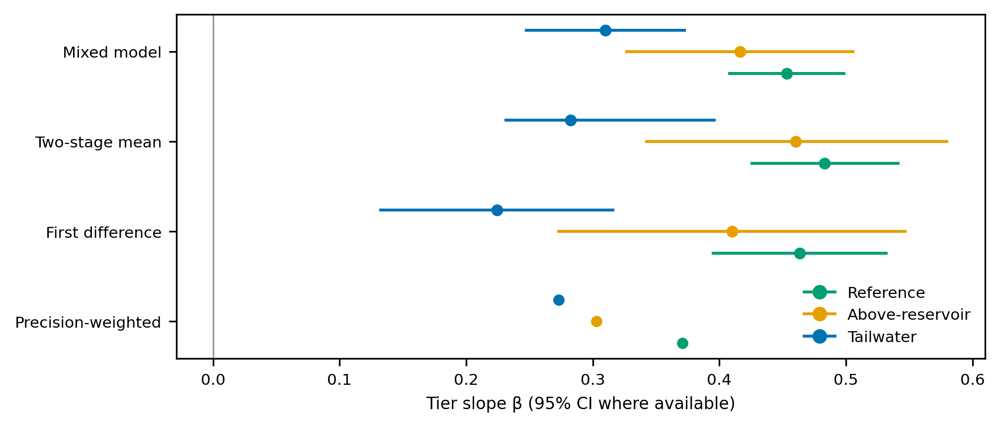 Mixed model
Two-stage mean
First difference
Precision-weighted
Reference
Above-reservoir
Tailwater
0.0 0.1 0.2 0.3 0.4 0.5 0.6
Tier slope β (95% CI where available)